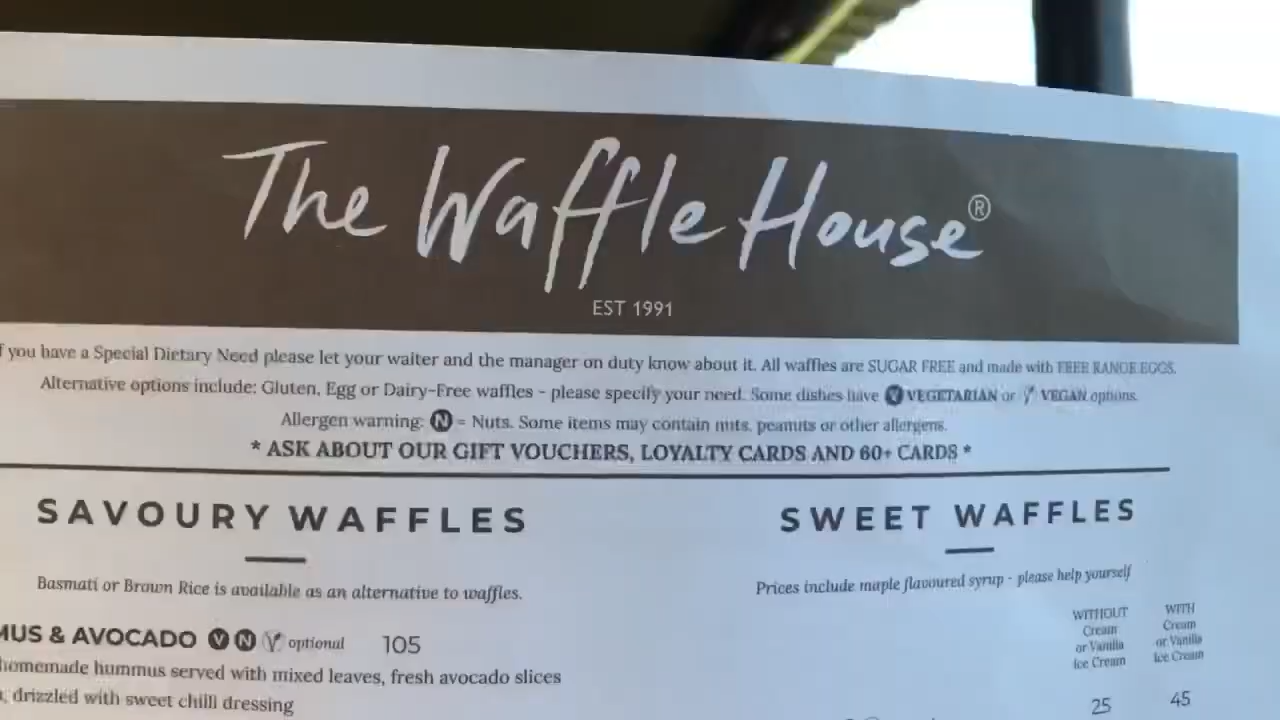 The Waffle House®
EST 1991
you have a Special Dietary Need please let your waiter and the manager on duty know about it. All waffles are SUGAR FREE and made with FREE RANGE EGGS.
Alternative options include: Gluten, Egg or Dairy-Free waffles - please specify your need. Some dishes have V VEGETARIAN or V VEGAN options.
Allergen warning: N = Nuts. Some items may contain nuts, peanuts or other allergens.
* ASK ABOUT OUR GIFT VOUCHERS, LOYALTY CARDS AND 60+ CARDS *
SAVOURY WAFFLES
Basmati or Brown Rice is available as an alternative to waffles.
& AVOCADO V N V optional 105
homemade hummus served with mixed leaves, fresh avocado slices
drizzled with sweet chilli dressing
SWEET WAFFLES
Prices include maple flavoured syrup - please help yourself
WITHOUT
Cream
or Vanilla
Ice Cream
WITH
Cream
or Vanilla
Ice Cream
25 45